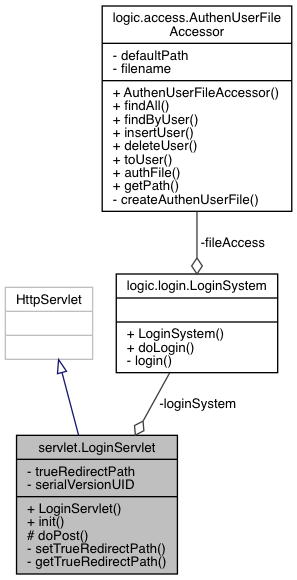 logic.access.AuthenUserFile
Accessor
- defaultPath
- filename
+ AuthenUserFileAccessor()
+ findAll()
+ findByUser()
+ insertUser()
+ deleteUser()
+ toUser()
+ authFile()
+ getPath()
- createAuthenUserFile()
-fileAccess
HttpServlet
logic.login.LoginSystem
+ LoginSystem()
+ doLogin()
- login()
-loginSystem
servlet.LoginServlet
- trueRedirectPath
- serialVersionUID
+ LoginServlet()
+ init()
# doPost()
- setTrueRedirectPath()
- getTrueRedirectPath()